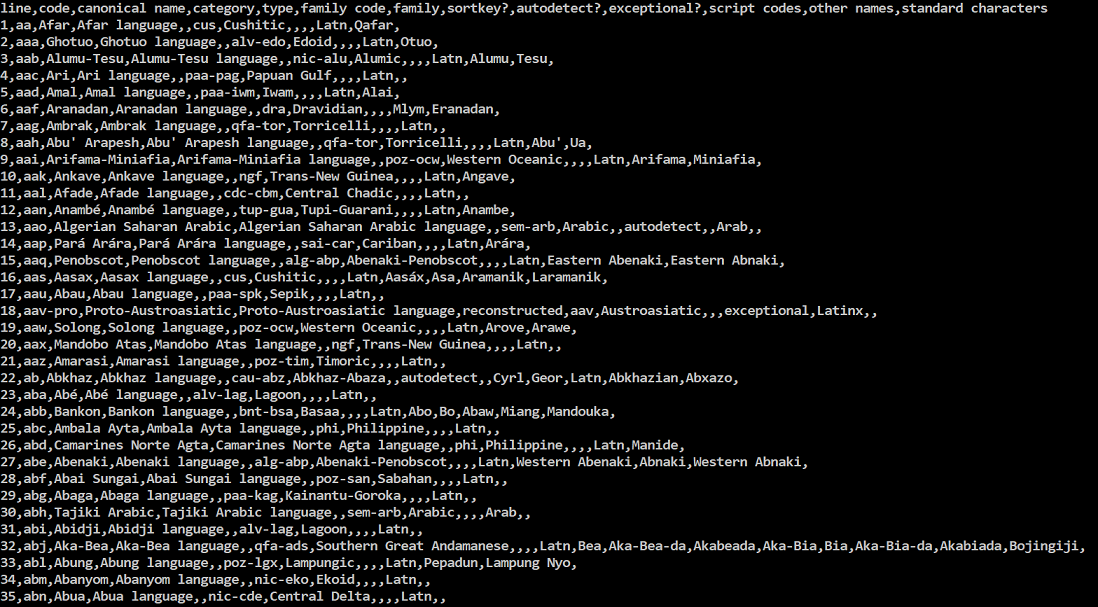 line,code,canonical name,category,type,family code,family,sortkey?,autodetect?,exceptional?,script codes,other names,standard characters
1,aa,Afar,Afar language,,cus,Cushitic,,,,Latn,Qafar,
2,aaa,Ghotuo,Ghotuo language,,alv-edo,Edoid,,,,Latn,Otuo,
3,aab,Alumu-Tesu,Alumu-Tesu language,,nic-alu,Alumic,,,,Latn,Alumu,Tesu,
4,aac,Ari,Ari language,,paa-pag,Papuan Gulf,,,,Latn,,
5,aad,Amal,Amal language,,paa-iwm,Iwam,,,,Latn,Alai,
6,aaf,Aranadan,Aranadan language,,dra,Dravidian,,,,Mlym,Eranadan,
7,aag,Ambrak,Ambrak language,,qfa-tor,Torricelli,,,,Latn,,
8,aah,Abu' Arapesh,Abu' Arapesh language,,qfa-tor,Torricelli,,,,Latn,Abu',Ua,
9,aai,Arifama-Miniafia,Arifama-Miniafia language,,poz-ocw,Western Oceanic,,,,Latn,Arifama,Miniafia,
10,aak,Ankave,Ankave language,,ngf,Trans-New Guinea,,,,Latn,Angave,
11,aal,Afade,Afade language,,cdc-cbm,Central Chadic,,,,Latn,,
12,aan,Anambé,Anambé language,,tup-gua,Tupi-Guarani,,,,Latn,Anambe,
13,aao,Algerian Saharan Arabic,Algerian Saharan Arabic language,,sem-arb,Arabic,,autodetect,,Arab,,
14,aap,Pará Arára,Pará Arára language,,sai-car,Cariban,,,,Latn,Arára,
15,aaq,Penobscot,Penobscot language,,alg-abp,Abenaki-Penobscot,,,,Latn,Eastern Abenaki,Eastern Abnaki,
16,aas,Aasax,Aasax language,,cus,Cushitic,,,,Latn,Aasáx,Asa,Aramanik,Laramanik,
17,aau,Abau,Abau language,,paa-spk,Sepik,,,,Latn,,
18,aav-pro,Proto-Austroasiatic,Proto-Austroasiatic language,reconstructed,aav,Austroasiatic,,,exceptional,Latinx,,
19,aaw,Solong,Solong language,,poz-ocw,Western Oceanic,,,,Latn,Arove,Arawe,
20,aax,Mandobo Atas,Mandobo Atas language,,ngf,Trans-New Guinea,,,,Latn,,
21,aaz,Amarasi,Amarasi language,,poz-tim,Timoric,,,,Latn,,
22,ab,Abkhaz,Abkhaz language,,cau-abz,Abkhaz-Abaza,,autodetect,,Cyrl,Geor,Latn,Abkhazian,Abxazo,
23,aba,Abé,Abé language,,alv-lag,Lagoon,,,,Latn,,
24,abb,Bankon,Bankon language,,bnt-bsa,Basaa,,,,Latn,Abo,Bo,Abaw,Miang,Mandouka,
25,abc,Ambala Ayta,Ambala Ayta language,,phi,Philippine,,,,Latn,,
26,abd,Camarines Norte Agta,Camarines Norte Agta language,,phi,Philippine,,,,Latn,Manide,
27,abe,Abenaki,Abenaki language,,alg-abp,Abenaki-Penobscot,,,,Latn,Western Abenaki,Abnaki,Western Abnaki,
28,abf,Abai Sungai,Abai Sungai language,,poz-san,Sabahan,,,,Latn,,
29,abg,Abaga,Abaga language,,paa-kag,Kainantu-Goroka,,,,Latn,,
30,abh,Tajiki Arabic,Tajiki Arabic language,,sem-arb,Arabic,,,,Arab,,
31,abi,Abidji,Abidji language,,alv-lag,Lagoon,,,,Latn,,
32,abj,Aka-Bea,Aka-Bea language,,qfa-ads,Southern Great Andamanese,,,,Latn,Bea,Aka-Bea-da,Akabeada,Aka-Bia,Bia,Aka-Bia-da,Akabiada,Bojingiji,
33,abl,Abung,Abung language,,poz-lgx,Lampungic,,,,Latn,Pepadun,Lampung Nyo,
34,abm,Abanyom,Abanyom language,,nic-eko,Ekoid,,,,Latn,,
35,abn,Abua,Abua language,,nic-cde,Central Delta,,,,Latn,,